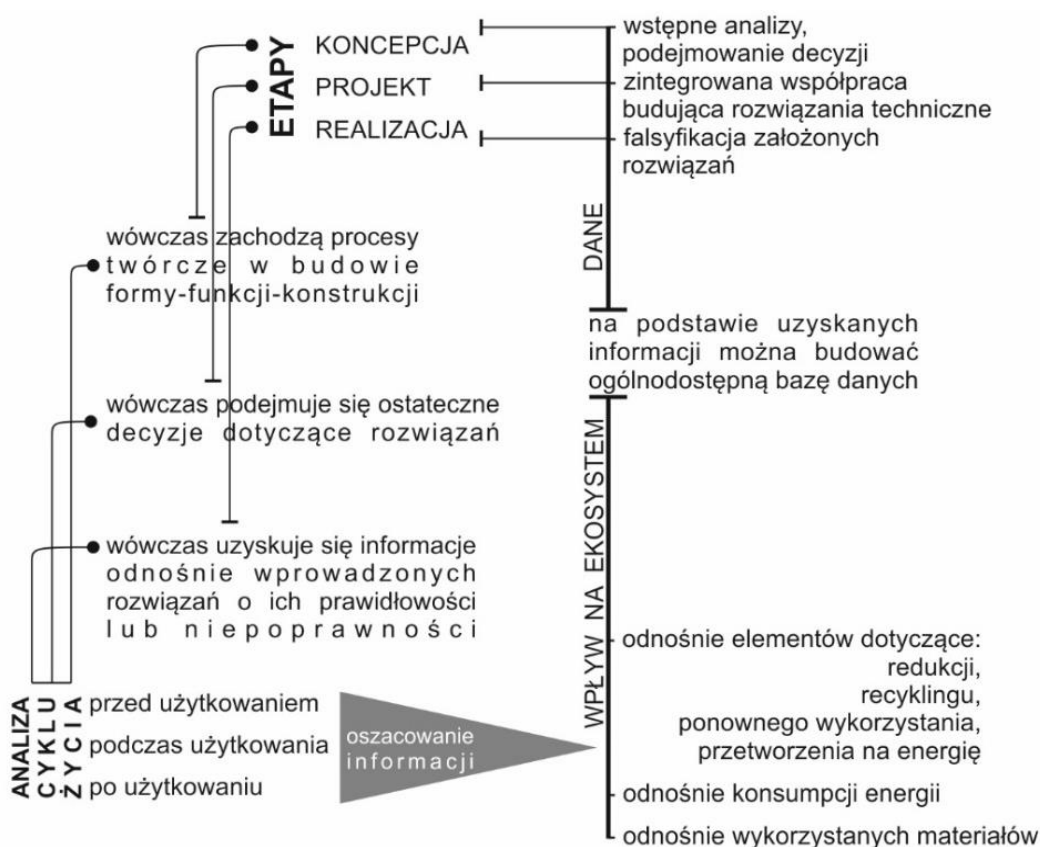 ETAPY
KONCEPCJA
PROJEKT
REALIZACJA
wstępne analizy,
podejmowanie decyzji
zintegrowana współpraca
budująca rozwiązania techniczne
falsyfikacja założonych
rozwiązań
DANE
wówczas zachodzą procesy
twórcze w budowie
formy-funkcji-konstrukcji
na podstawie uzyskanych
informacji można budować
ogólnodostępną bazę danych
wówczas podejmuje się ostateczne
decyzje dotyczące rozwiązań
wówczas uzyskuje się informacje
odnośnie wprowadzonych
rozwiązań o ich prawidłowości
lub niepoprawności
WPŁYW NA EKOSYSTEM
odnośnie elementów dotyczące:
redukcji,
recyklingu,
ponownego wykorzystania,
przetworzenia na energię
odnośnie konsumpcji energii
odnośnie wykorzystanych materiałów
ANALIZA
CYKLU
ŻYCIA
przed użytkowaniem
podczas użytkowania
po użytkowaniu
oszacowanie
informacji